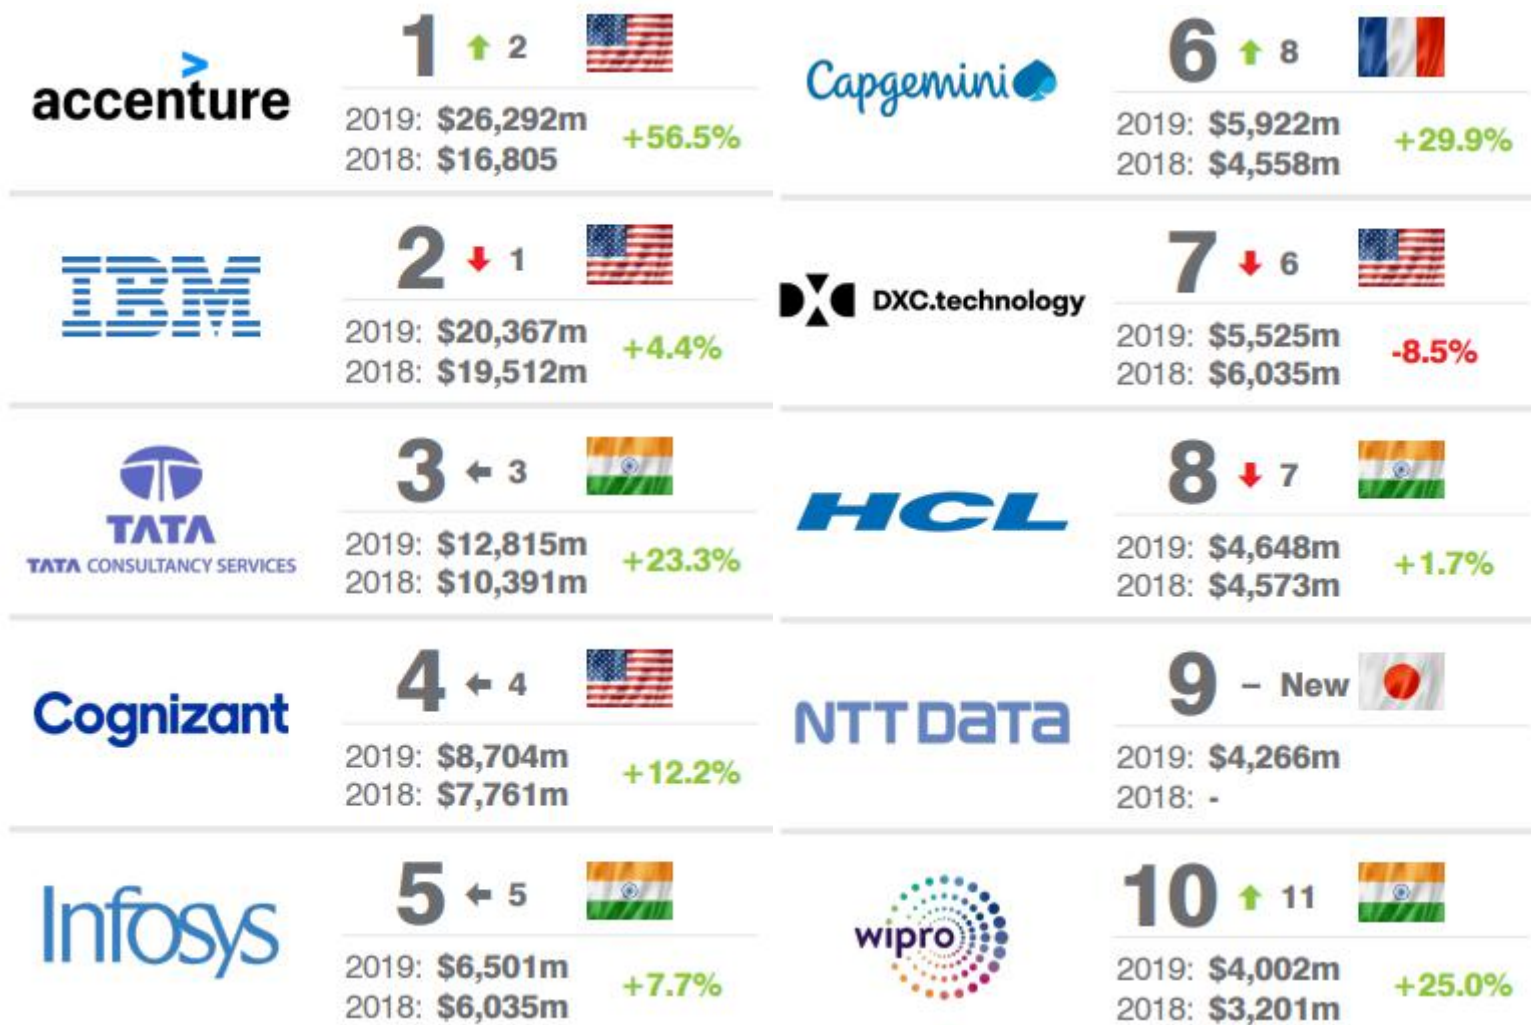 accenture
1 2
2019: $26,292m
2018: $16,805
+56.5%
IBM
2 1
2019: $20,367m
2018: $19,512m
+4.4%
TATA
TATA CONSULTANCY SERVICES
3 3
2019: $12,815m
2018: $10,391m
+23.3%
Cognizant
4 4
2019: $8,704m
2018: $7,761m
+12.2%
Infosys
5 5
2019: $6,501m
2018: $6,035m
+7.7%
Capgemini
6 8
2019: $5,922m
2018: $4,558m
+29.9%
DXC.technology
7 6
2019: $5,525m
2018: $6,035m
-8.5%
HCL
8 7
2019: $4,648m
2018: $4,573m
+1.7%
NTT DATA
9 – New
2019: $4,266m
2018: -
wipro
10 11
2019: $4,002m
2018: $3,201m
+25.0%